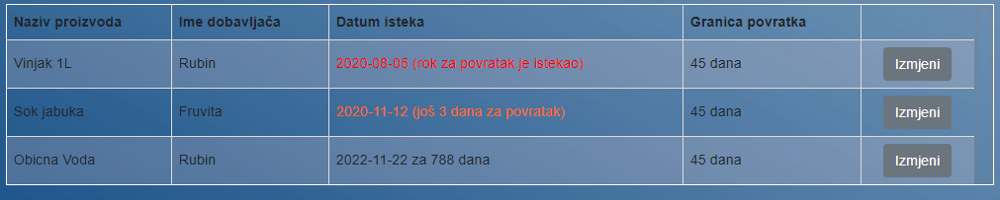 Naziv proizvoda Ime dobavljača Datum isteka Granica povratka
Vinjak 1L Rubin 2020-08-05 (rok za povratak je istekao) 45 dana Izmjeni
Sok jabuka Fruvita 2020-11-12 (još 3 dana za povratak) 45 dana Izmjeni
Obicna Voda Rubin 2022-11-22 za 788 dana 45 dana Izmjeni